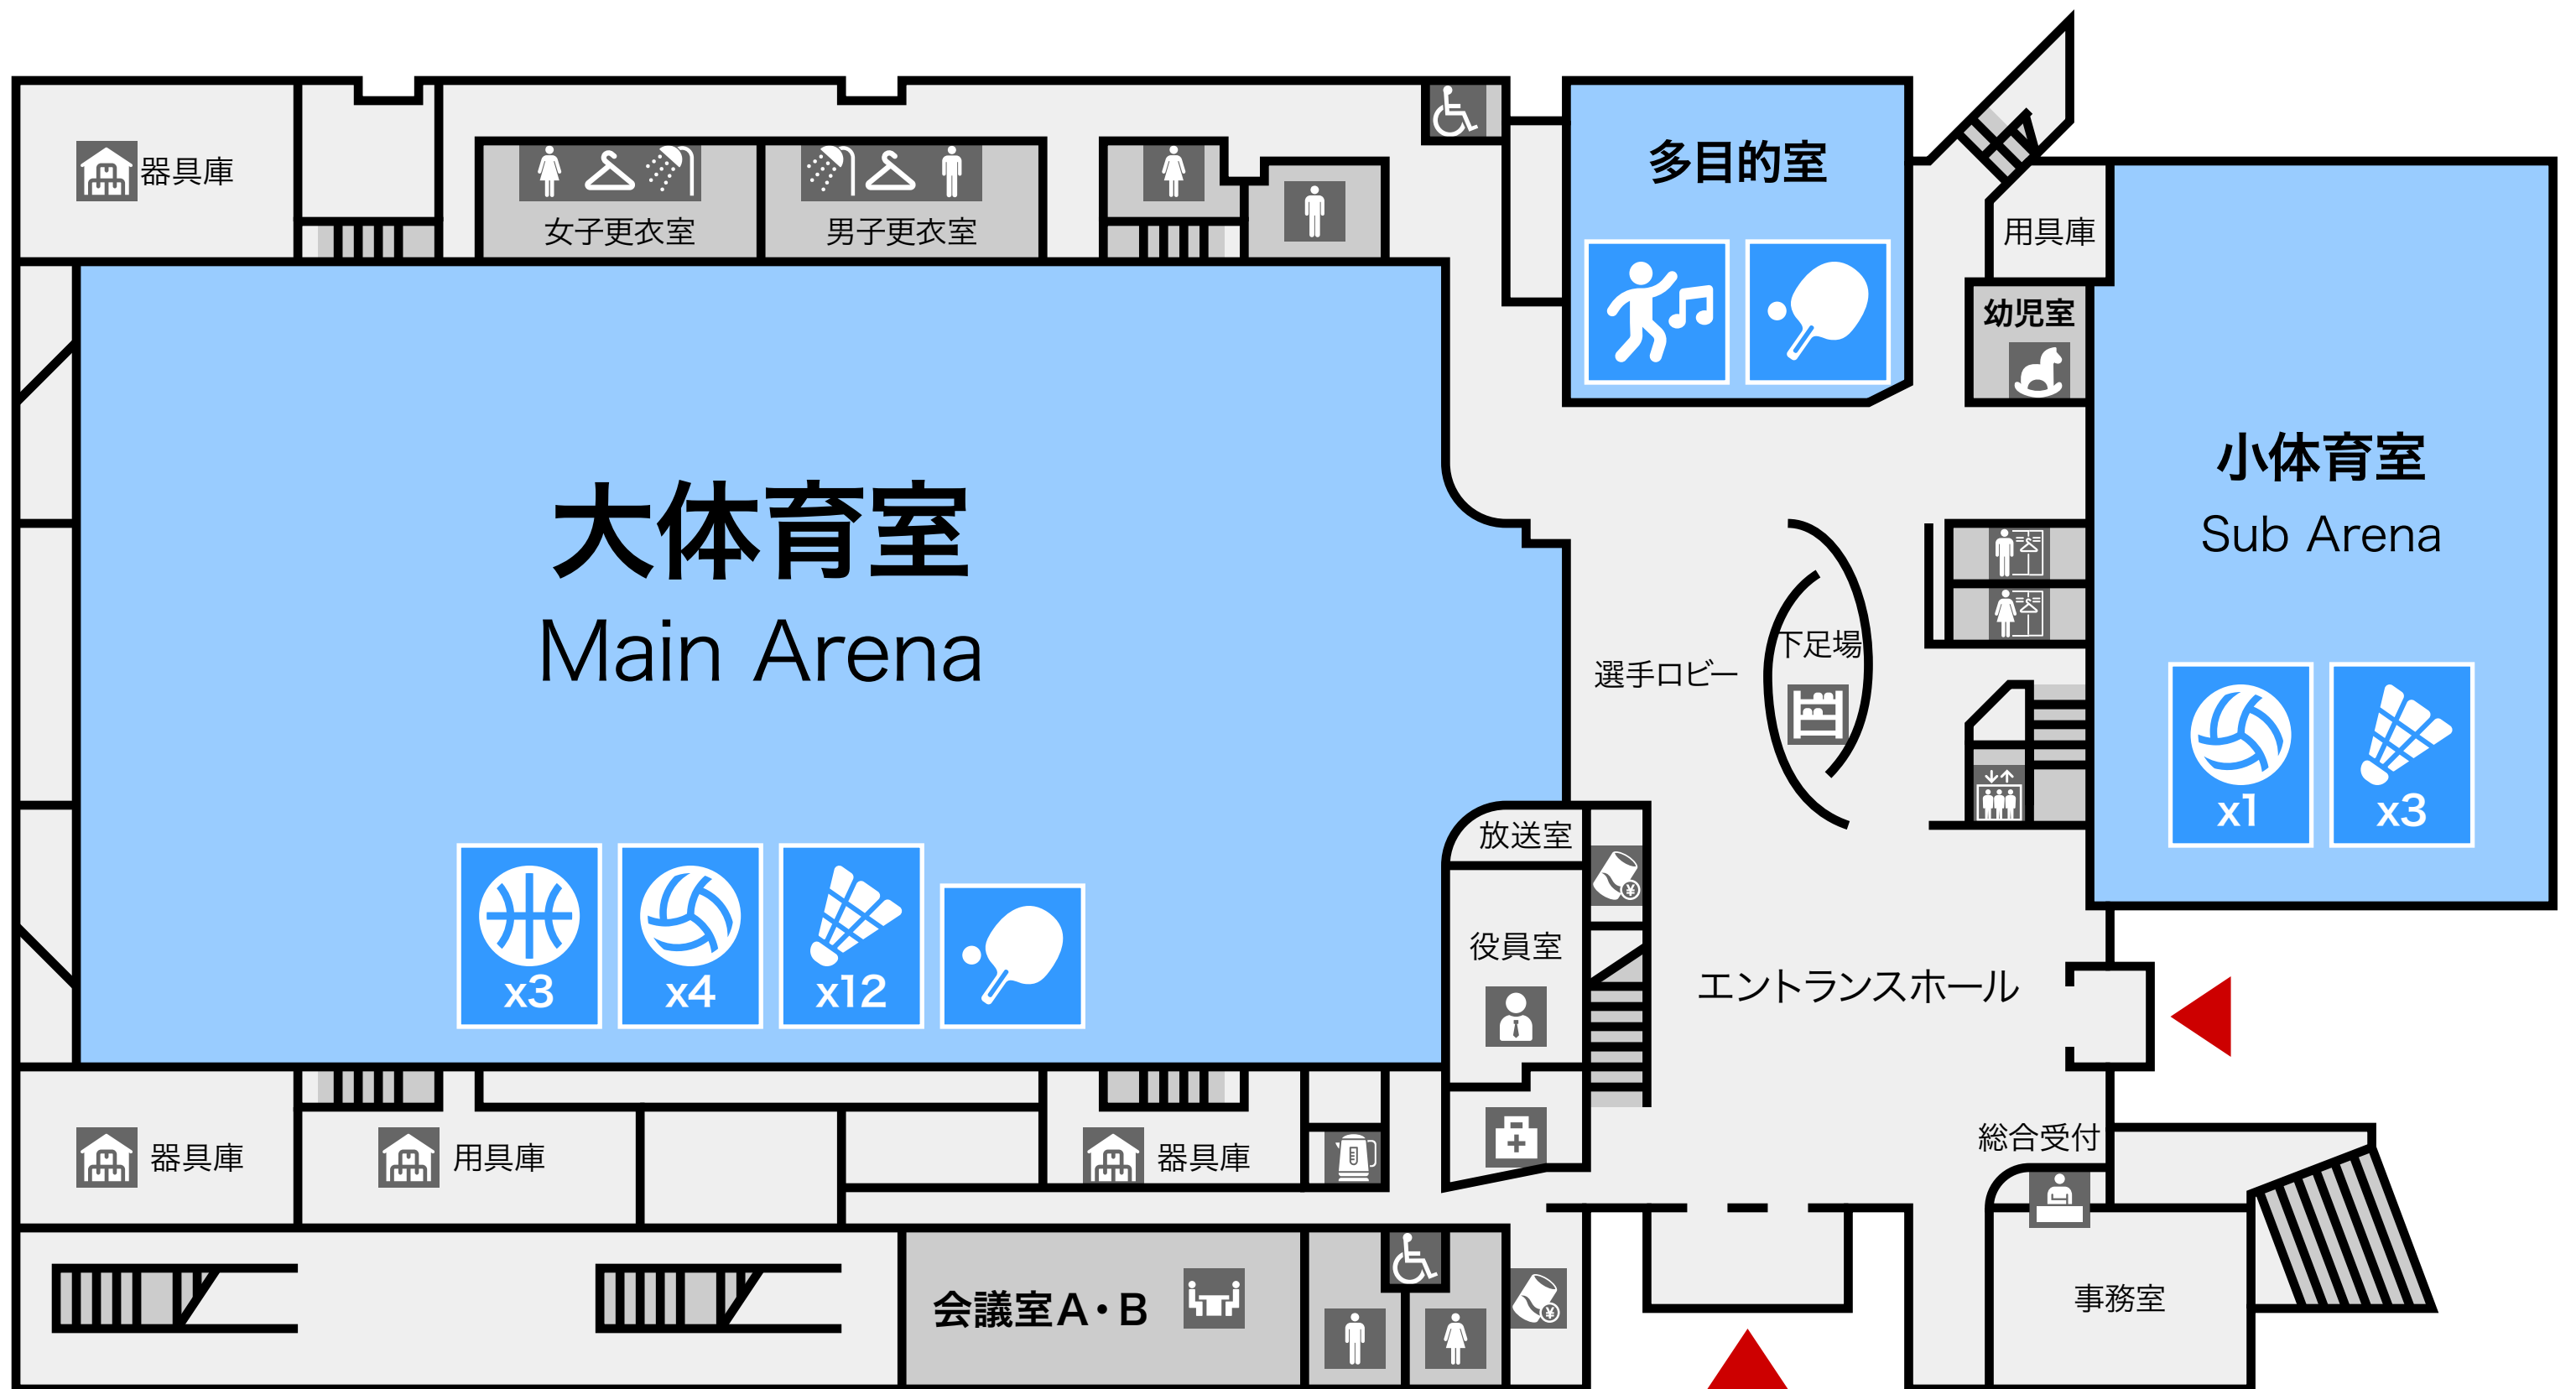 器具庫
女子更衣室
男子更衣室
多目的室
用具庫
幼児室
大体育室
Main Arena
小体育室
Sub Arena
選手ロビー
下足場
x1
x3
放送室
役員室
x3
x4
x12
エントランスホール
器具庫
用具庫
器具庫
総合受付
会議室A・B
事務室
¥
¥